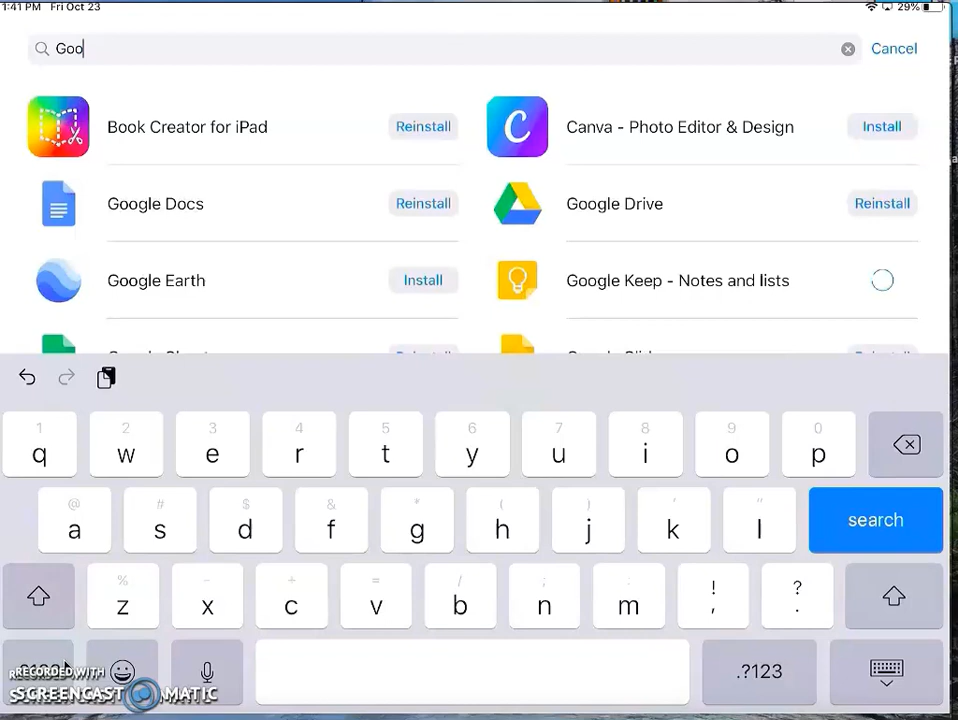 1:41 PM Fri Oct 23
29%
Goo
Cancel
Book Creator for iPad
Reinstall
Canva - Photo Editor & Design
Install
Google Docs
Reinstall
Google Drive
Reinstall
Google Earth
Install
Google Keep - Notes and lists
1 2 3 4 5 6 7 8 9 0
q w e r t y u i o p
@ # $ & * ( ) ' "
a s d f g h j k l
search
% - + = / ; : ! ?
z x c v b n m , .
.?123
RECORDED WITH
SCREENCAST MATIC